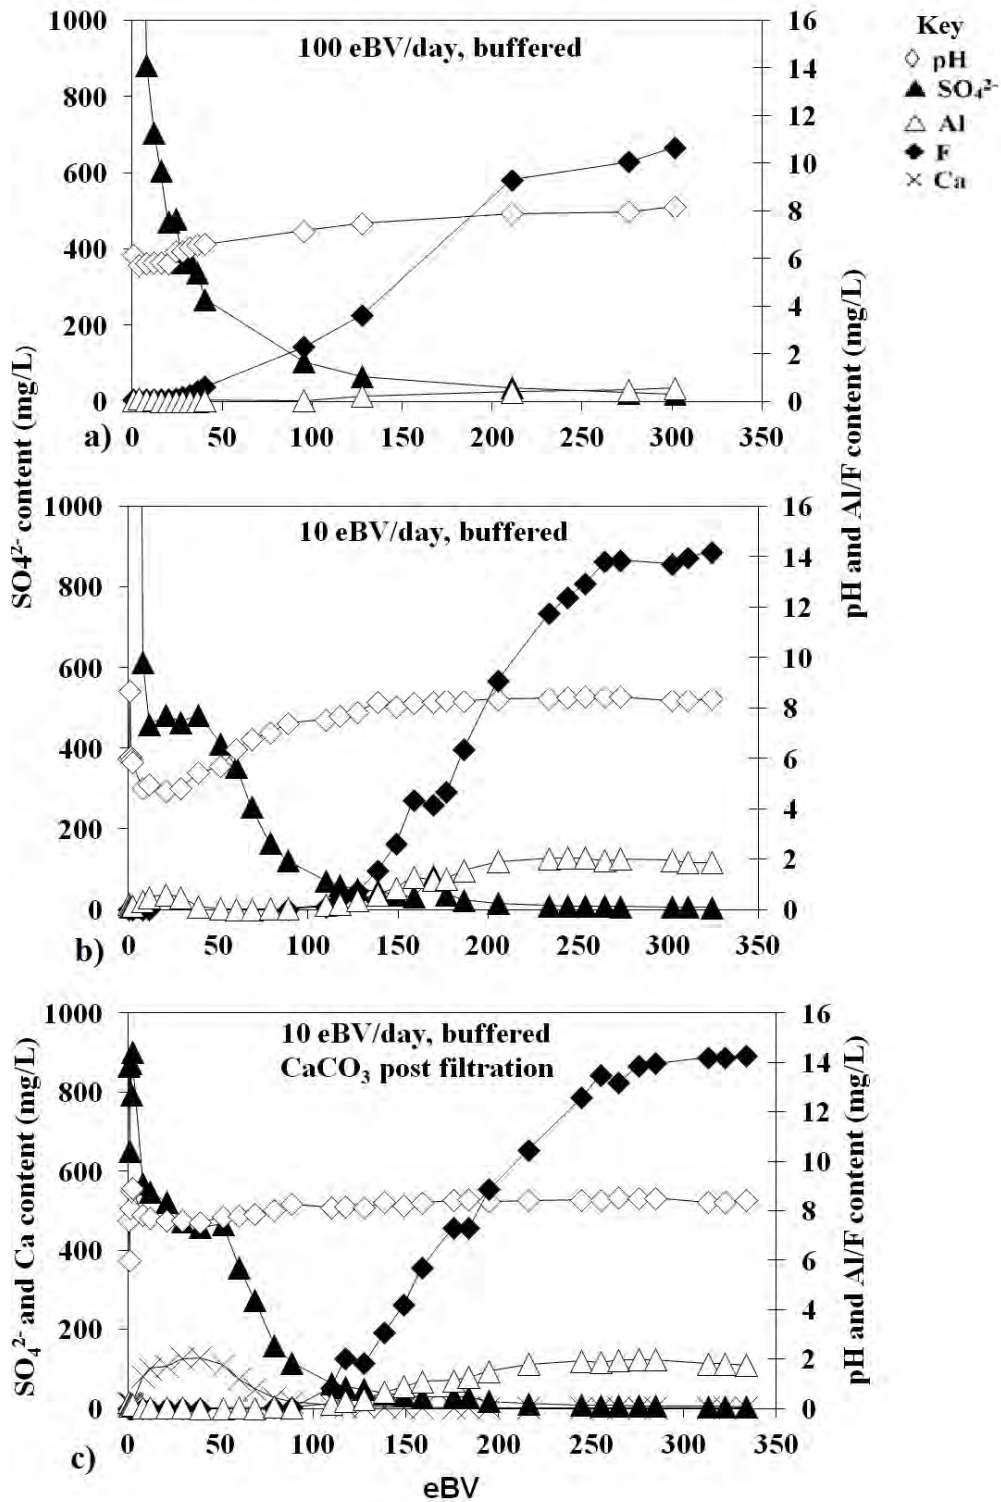 Key
pH
SO₄²⁻
Al
F
Ca
100 eBV/day, buffered
1000
800
600
400
200
0
16
14
12
10
8
6
4
2
0
a)
0 50 100 150 200 250 300 350
10 eBV/day, buffered
1000
800
600
400
200
0
16
14
12
10
8
6
4
2
0
b)
0 50 100 150 200 250 300 350
SO4²⁻ content (mg/L)
pH and Al/F content (mg/L)
10 eBV/day, buffered
CaCO₃ post filtration
1000
800
600
400
200
0
16
14
12
10
8
6
4
2
0
c)
0 50 100 150 200 250 300 350
SO₄²⁻ and Ca content (mg/L)
pH and Al/F content (mg/L)
eBV